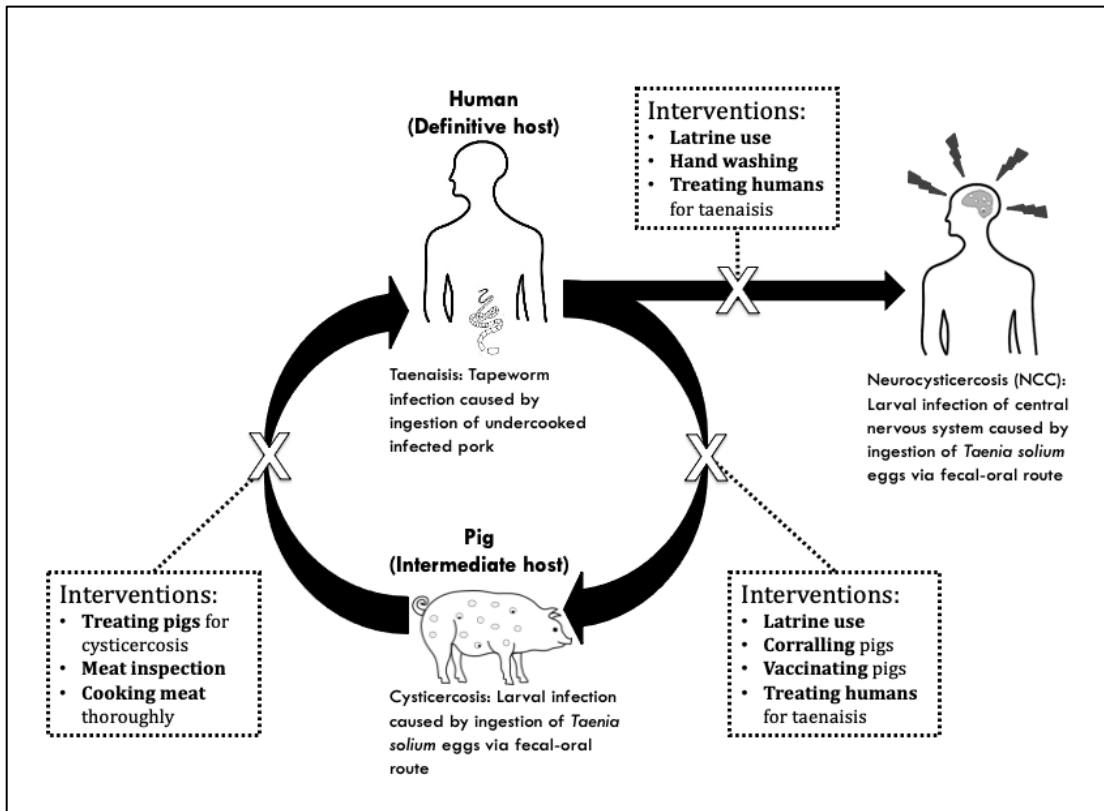 Human
(Definitive host)
Interventions:
• Latrine use
• Hand washing
• Treating humans
for taenaisis
Taenaisis: Tapeworm
infection caused by
ingestion of undercooked
infected pork
Neurocysticercosis (NCC):
Larval infection of central
nervous system caused by
ingestion of Taenia solium
eggs via fecal-oral route
X
X
X
Pig
(Intermediate host)
Interventions:
• Treating pigs for
cysticercosis
• Meat inspection
• Cooking meat
thoroughly
Cysticercosis: Larval infection
caused by ingestion of Taenia
solium eggs via fecal-oral
route
Interventions:
• Latrine use
• Corralling pigs
• Vaccinating pigs
• Treating humans
for taenaisis